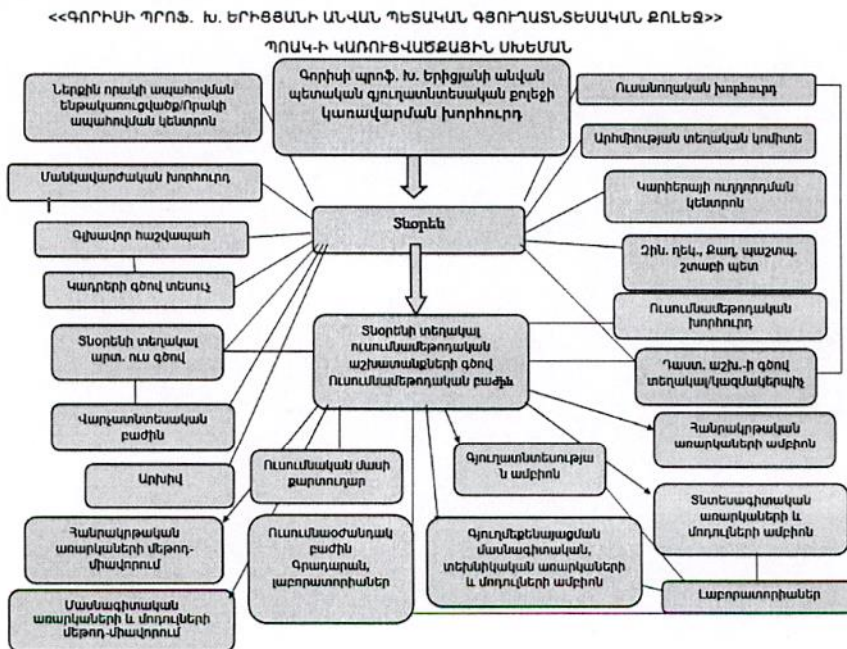 <<ԳՈՐԻՍԻ ՊՐՈՖ. Խ. ԵՐԻՑՅԱՆԻ ԱՆՎԱՆ ՊԵՏԱԿԱՆ ԳՅՈՒՂԱՏՆՏԵՍԱԿԱՆ ՔՈԼԵՋ>>
ՊՈԱԿ-Ի ԿԱՌՈՒՑՎԱԾՔԱՅԻՆ ՍԽԵՄԱՆ
Ներքին որակի ապահովման
ենթակառուցվածք/Որակի
ապահովման կենտրոն
Գորիսի պրոֆ. Խ. Երիցյանի անվան
պետական գյուղատնտեսական քոլեջի
կառավարման խորհուրդ
Ուսանողական խորհուրդ
Արհմիության տեղական կոմիտե
Մանկավարժական խորհուրդ
Կարիերայի ուղղորդման
կենտրոն
Տնօրեն
Գլխավոր հաշվապահ
Զին. ղեկ., Քաղ. պաշտպ.
շտաբի պետ
Կադրերի գծով տեսուչ
Ուսումնամեթոդական
խորհուրդ
Տնօրենի տեղակալ
արտ. ուս գծով
Տնօրենի տեղակալ
ուսումնամեթոդական
աշխատանքների գծով
Ուսումնամեթոդական բաժին
Դաստ. աշխ.-ի գծով
տեղակալ/կազմակերպիչ
Վարչատնտեսական
բաժին
Հանրակրթական
առարկաների ամբիոն
Արխիվ
Ուսումնական մասի
քարտուղար
Գյուղատնտեսությա
ն ամբիոն
Տնտեսագիտական
առարկաների և
մոդուլների ամբիոն
Հանրակրթական
առարկաների մեթոդ-
միավորում
Ուսումնաօժանդակ
բաժին
Գրադարան,
լաբորատորիաներ
Գյուղմեքենայացման
մասնագիտական,
տեխնիկական առարկաների
և մոդուլների ամբիոն
Լաբորատորիաներ
Մասնագիտական
առարկաների և մոդուլների
մեթոդ-միավորում